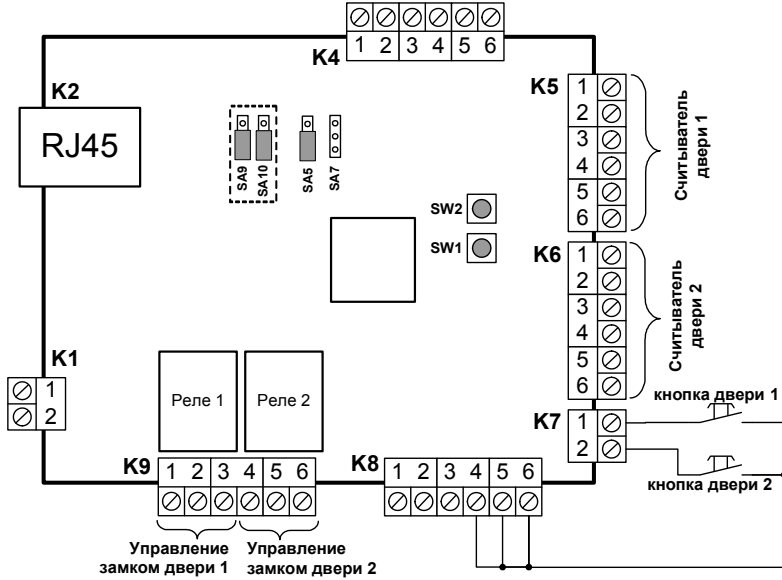 K4
1 2 3 4 5 6
K2
RJ45
SA9
SA10
SA5
SA7
SW2
SW1
K5
1
2
3
4
5
6
Считыватель
двери 1
K6
1
2
3
4
5
6
Считыватель
двери 2
K1
1
2
Реле 1
Реле 2
K7
1
2
кнопка двери 1
кнопка двери 2
K9
1 2 3 4 5 6
K8
1 2 3 4 5 6
Управление
замком двери 1
Управление
замком двери 2